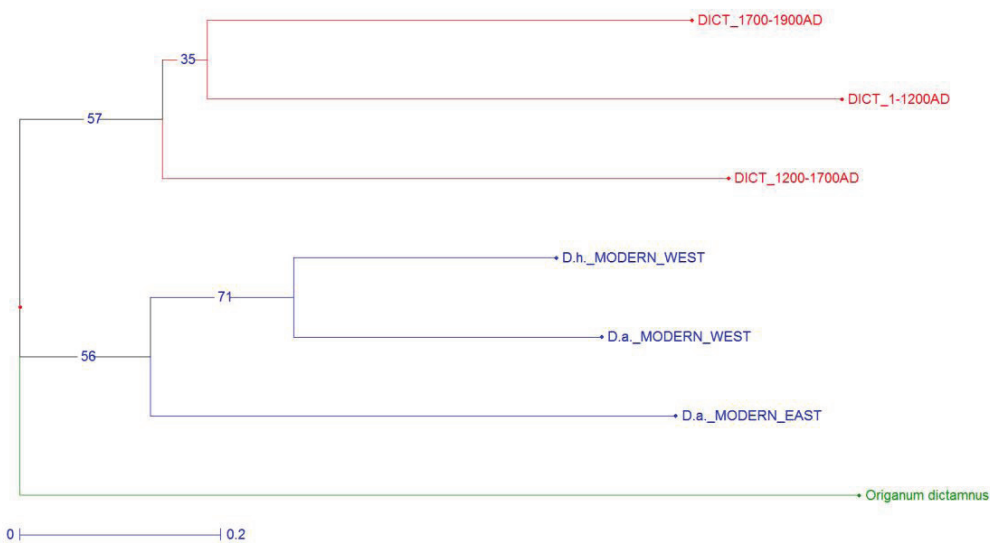 DICT_1700-1900AD
35
DICT_1-1200AD
57
DICT_1200-1700AD
D.h._MODERN_WEST
71
D.a._MODERN_WEST
56
D.a._MODERN_EAST
Origanum dictamnus
0 0.2